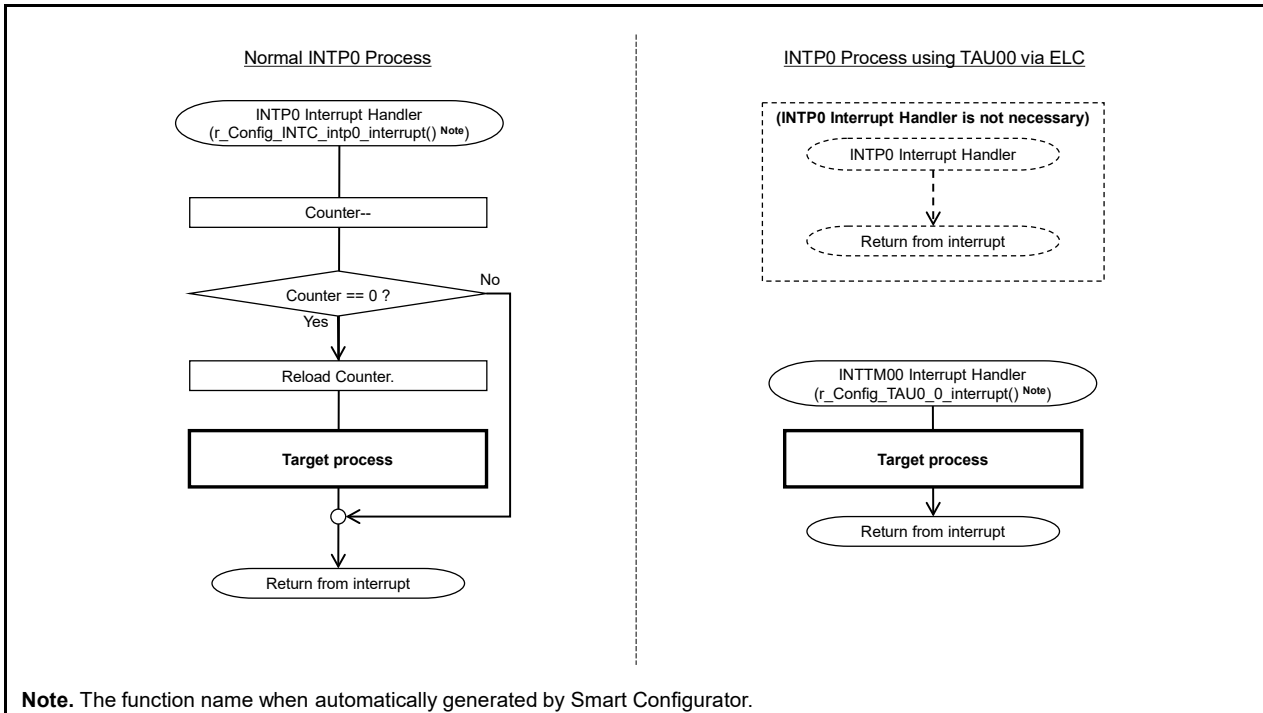 Normal INTP0 Process
INTP0 Interrupt Handler
(r_Config_INTC_intp0_interrupt() Note)
Counter--
Counter == 0 ?
No
Yes
Reload Counter.
Target process
Return from interrupt
INTP0 Process using TAU00 via ELC
(INTP0 Interrupt Handler is not necessary)
INTP0 Interrupt Handler
Return from interrupt
INTTM00 Interrupt Handler
(r_Config_TAU0_0_interrupt() Note)
Target process
Return from interrupt
Note. The function name when automatically generated by Smart Configurator.